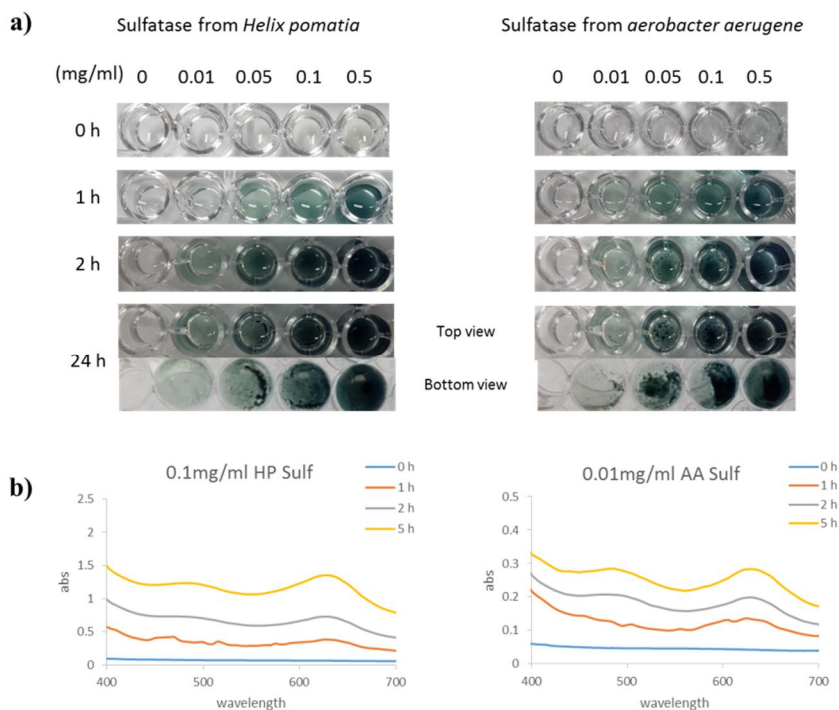 a)
Sulfatase from Helix pomatia
Sulfatase from aerobacter aerugene
(mg/ml) 0 0.01 0.05 0.1 0.5
0 0.01 0.05 0.1 0.5
0 h
1 h
2 h
24 h
Top view
Bottom view
b)
0.1mg/ml HP Sulf
0 h
1 h
2 h
5 h
2.5
2
1.5
1
0.5
0
abs
400 500 600 700
wavelength
0.01mg/ml AA Sulf
0 h
1 h
2 h
5 h
0.5
0.4
0.3
0.2
0.1
0
abs
400 500 600 700
wavelength